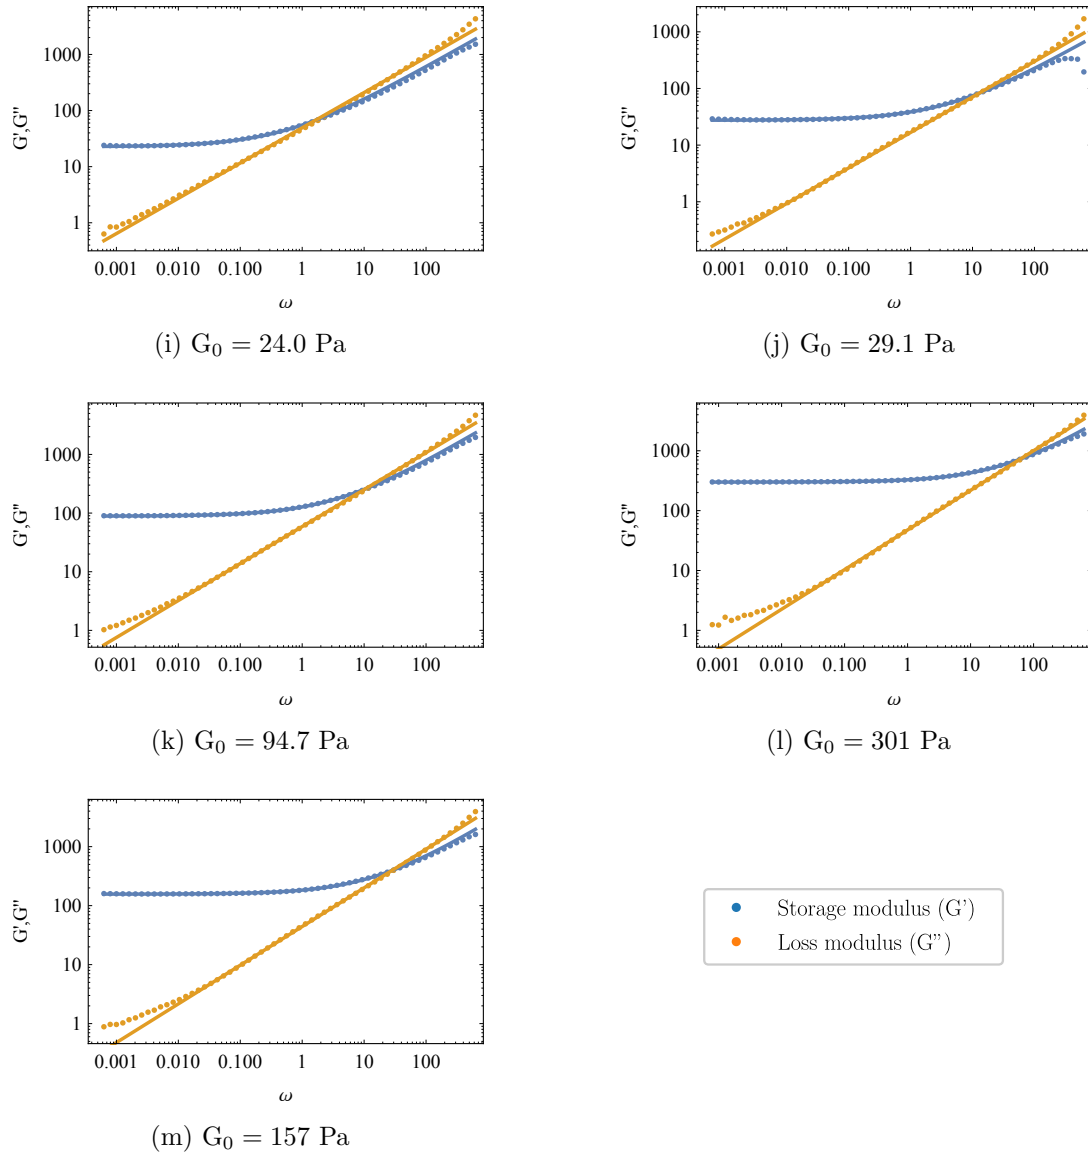 1000
100
10
1
G',G''
0.001 0.010 0.100 1 10 100
ω
(i) G₀ = 24.0 Pa
1000
100
10
1
G',G''
0.001 0.010 0.100 1 10 100
ω
(j) G₀ = 29.1 Pa
1000
100
10
1
G',G''
0.001 0.010 0.100 1 10 100
ω
(k) G₀ = 94.7 Pa
1000
100
10
1
G',G''
0.001 0.010 0.100 1 10 100
ω
(l) G₀ = 301 Pa
1000
100
10
1
G',G''
0.001 0.010 0.100 1 10 100
ω
(m) G₀ = 157 Pa
Storage modulus (G')
Loss modulus (G")